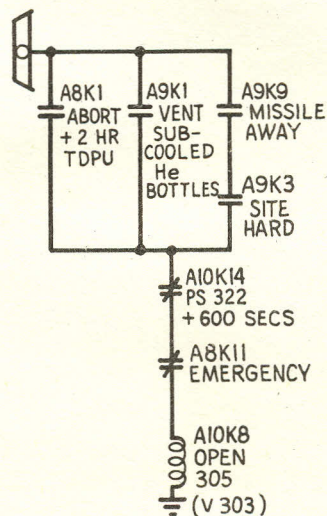 A8K1
ABORT
+ 2 HR
TDPU
A9K1
VENT
SUB-
COOLED
He
BOTTLES
A9K9
MISSILE
AWAY
A9K3
SITE
HARD
A10K14
PS 322
+ 600 SECS
A8K11
EMERGENCY
A10K8
OPEN
305
(V 303)